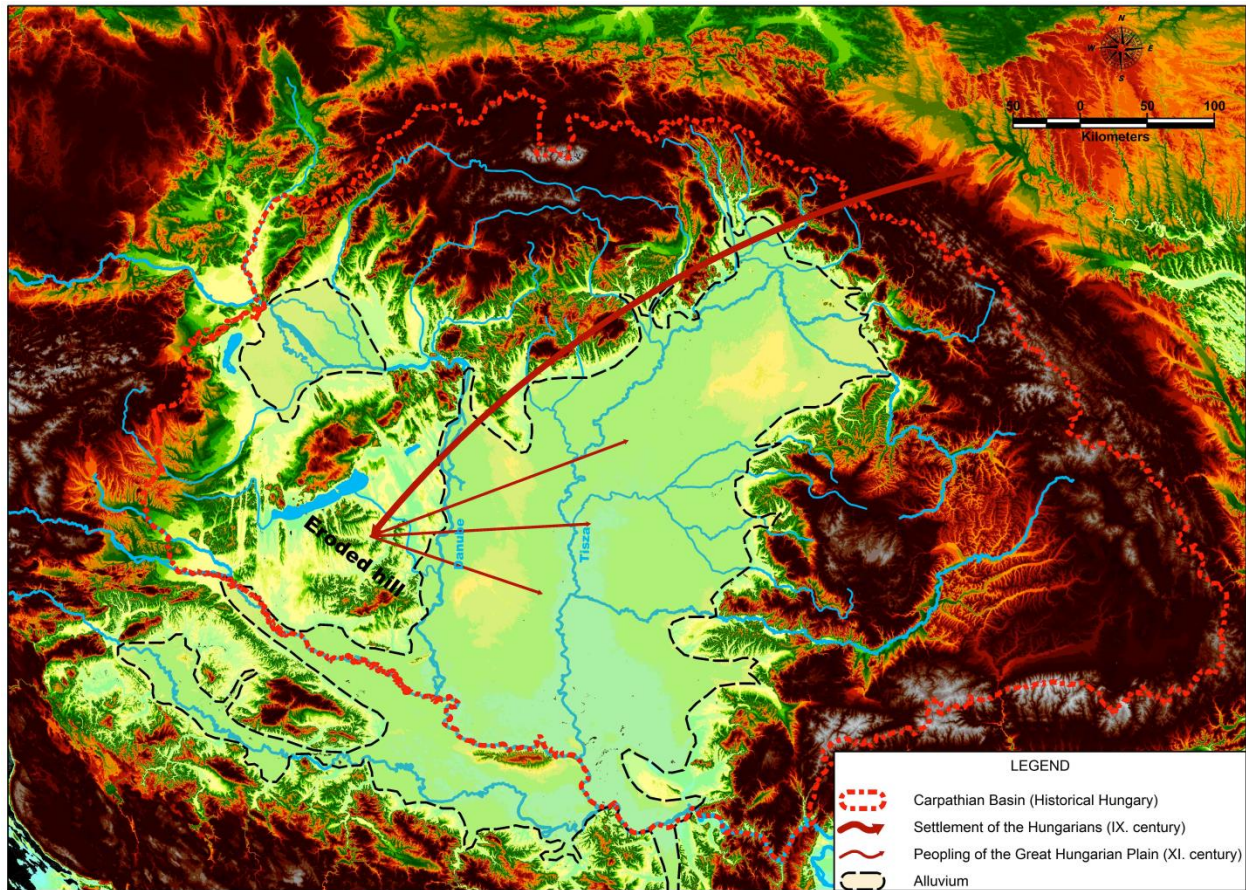 N
W E
S
50 0 50 100
Kilometers
Eroded hill
Danube
Tisza
LEGEND
Carpathian Basin (Historical Hungary)
Settlement of the Hungarians (IX. century)
Peopling of the Great Hungarian Plain (XI. century)
Alluvium